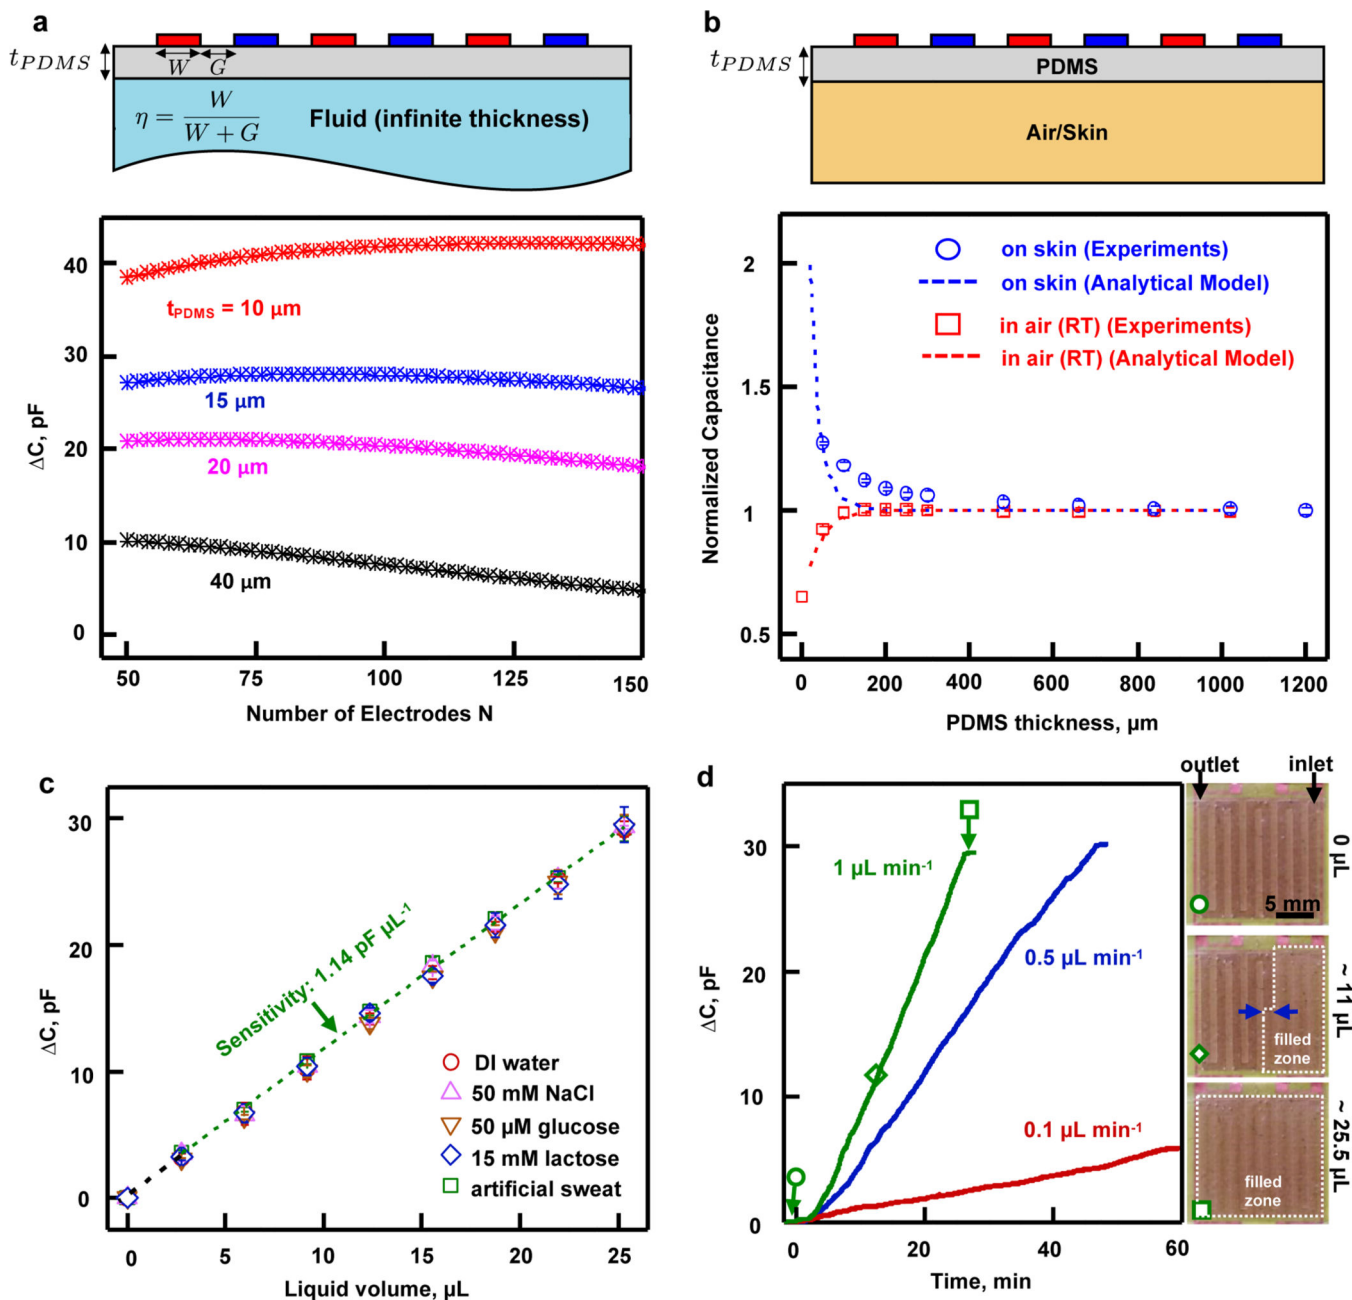 a
t_PDMS
W
G
η = W / (W + G)
Fluid (infinite thickness)
40
30
20
10
0
ΔC, pF
t_PDMS = 10 µm
15 µm
20 µm
40 µm
50
75
100
125
150
Number of Electrodes N
b
t_PDMS
PDMS
Air/Skin
2
1.5
1
0.5
Normalized Capacitance
on skin (Experiments)
on skin (Analytical Model)
in air (RT) (Experiments)
in air (RT) (Analytical Model)
0
200
400
600
800
1000
1200
PDMS thickness, µm
c
30
20
10
0
ΔC, pF
Sensitivity: 1.14 pF µL⁻¹
DI water
50 mM NaCl
50 µM glucose
15 mM lactose
artificial sweat
0
5
10
15
20
25
Liquid volume, µL
d
30
20
10
0
ΔC, pF
1 µL min⁻¹
0.5 µL min⁻¹
0.1 µL min⁻¹
0
20
40
60
Time, min
outlet
inlet
5 mm
0 µL
filled
zone
~ 11 µL
filled
zone
~ 25.5 µL